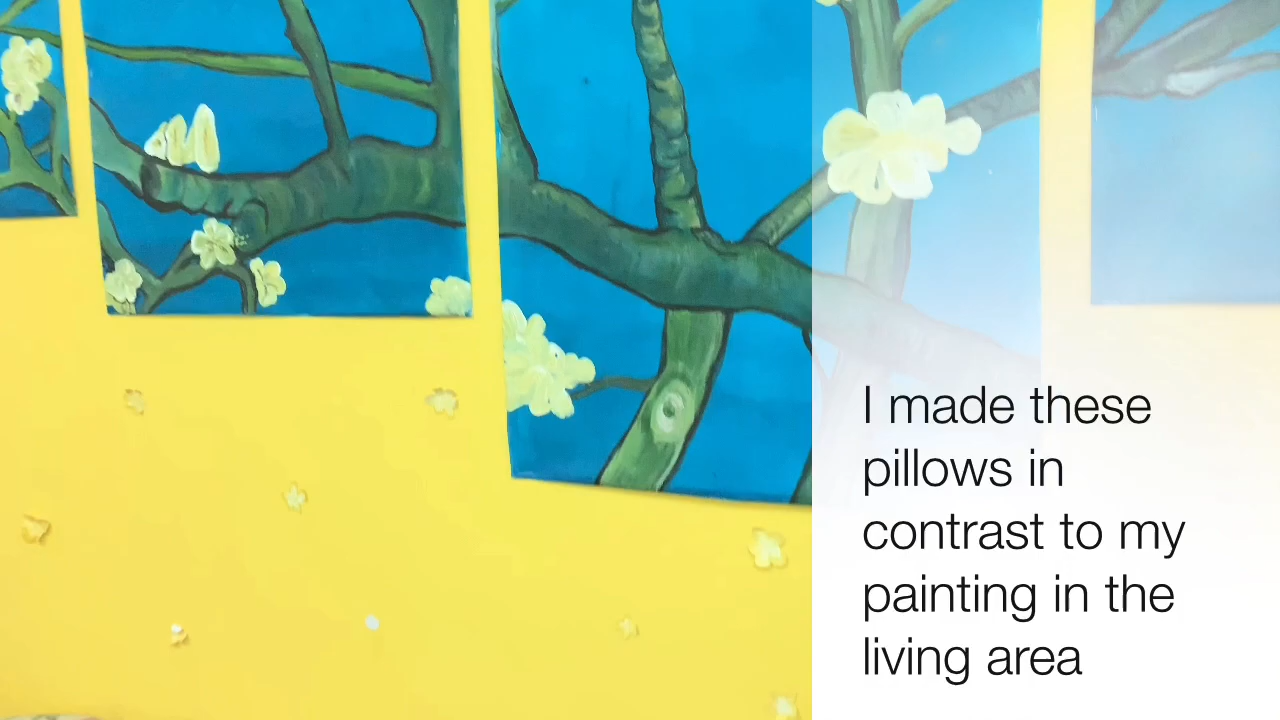 I made these
pillows in
contrast to my
painting in the
living area